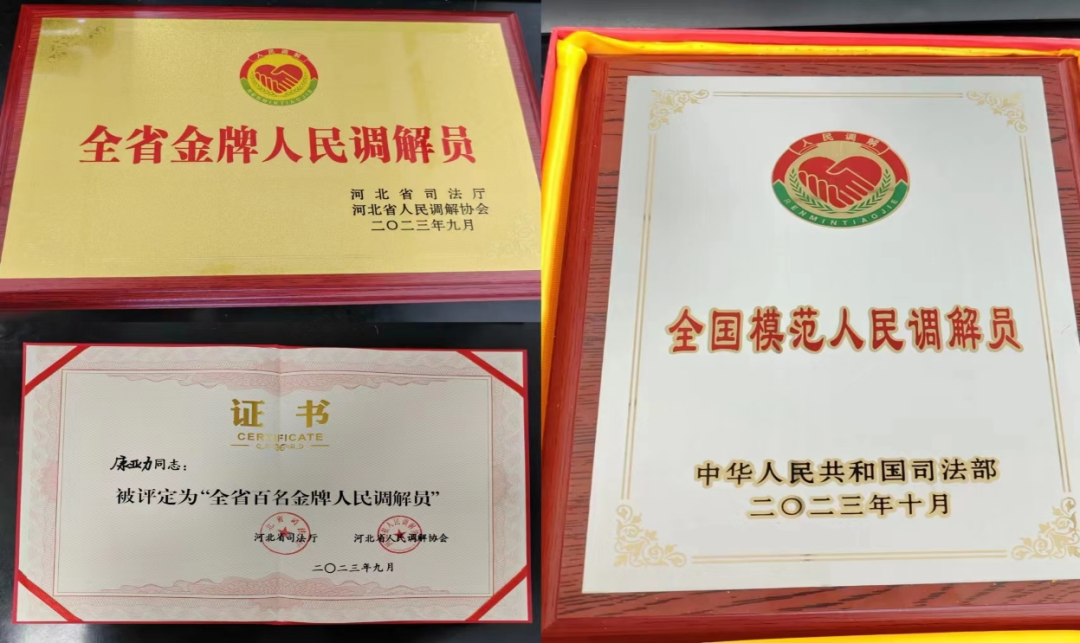 人民调解
RENMINTIAOJIE
全省金牌人民调解员
河北省司法厅
河北省人民调解协会
二〇二三年九月
证书
CERTIFICATE
康亚力同志：
被评定为“全省百名金牌人民调解员”
河北省司法厅 河北省人民调解协会
二〇二三年九月
人民调解
RENMINTIAOJIE
全国模范人民调解员
中华人民共和国司法部
二〇二三年十月